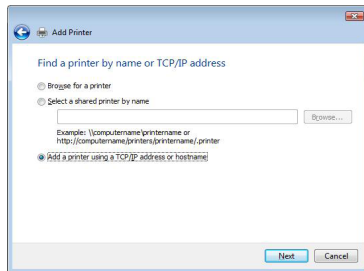 Add Printer
Find a printer by name or TCP/IP address
Browse for a printer
Select a shared printer by name
Browse...
Example: \\computername\printername or
http://computername/printers/printername/.printer
Add a printer using a TCP/IP address or hostname
Next Cancel